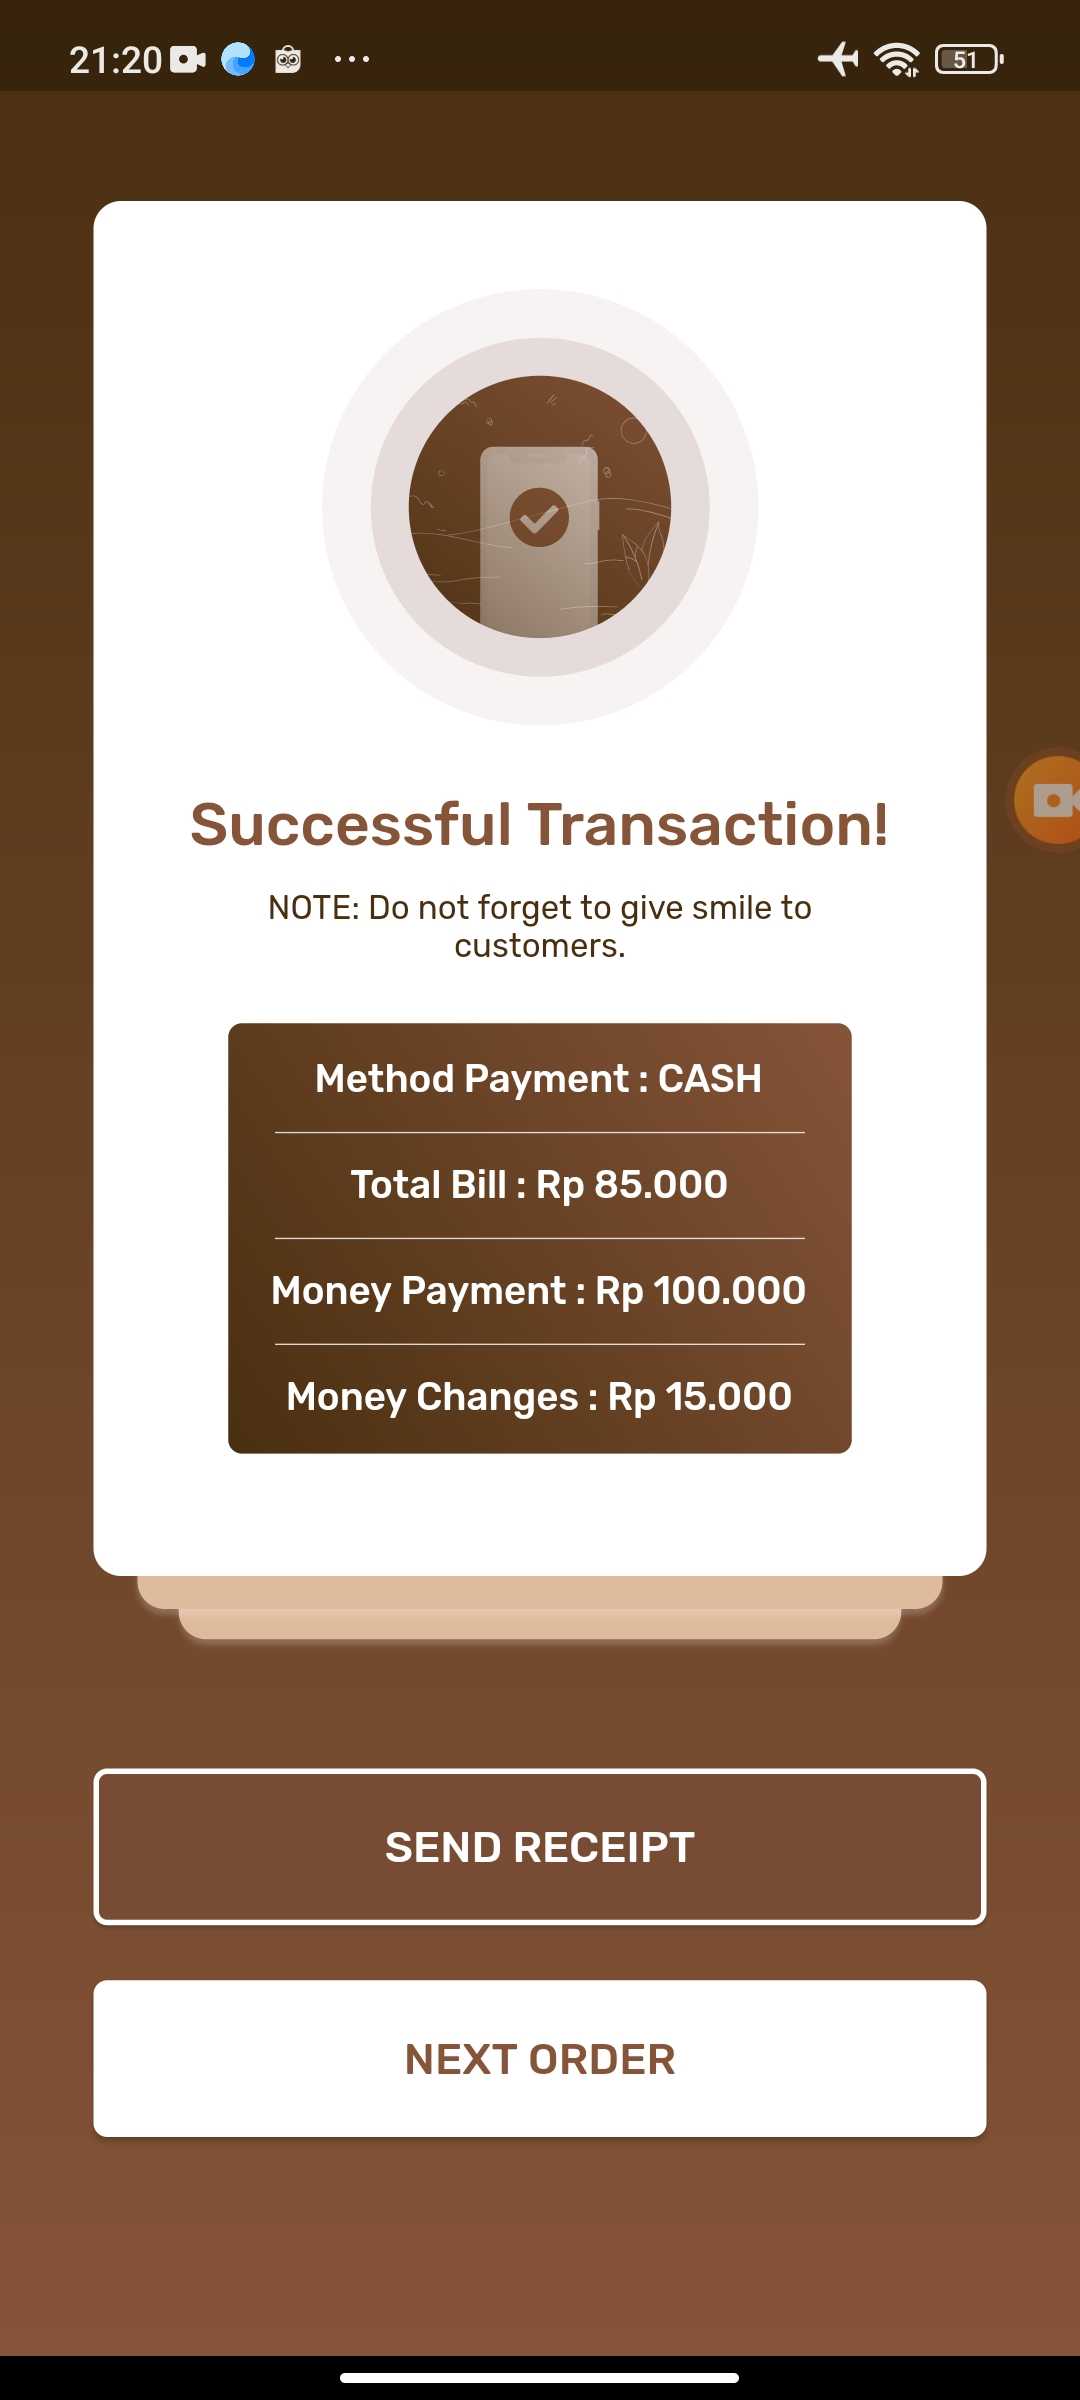 21:20
51
Successful Transaction!
NOTE: Do not forget to give smile to
customers.
Method Payment : CASH
Total Bill : Rp 85.000
Money Payment : Rp 100.000
Money Changes : Rp 15.000
SEND RECEIPT
NEXT ORDER